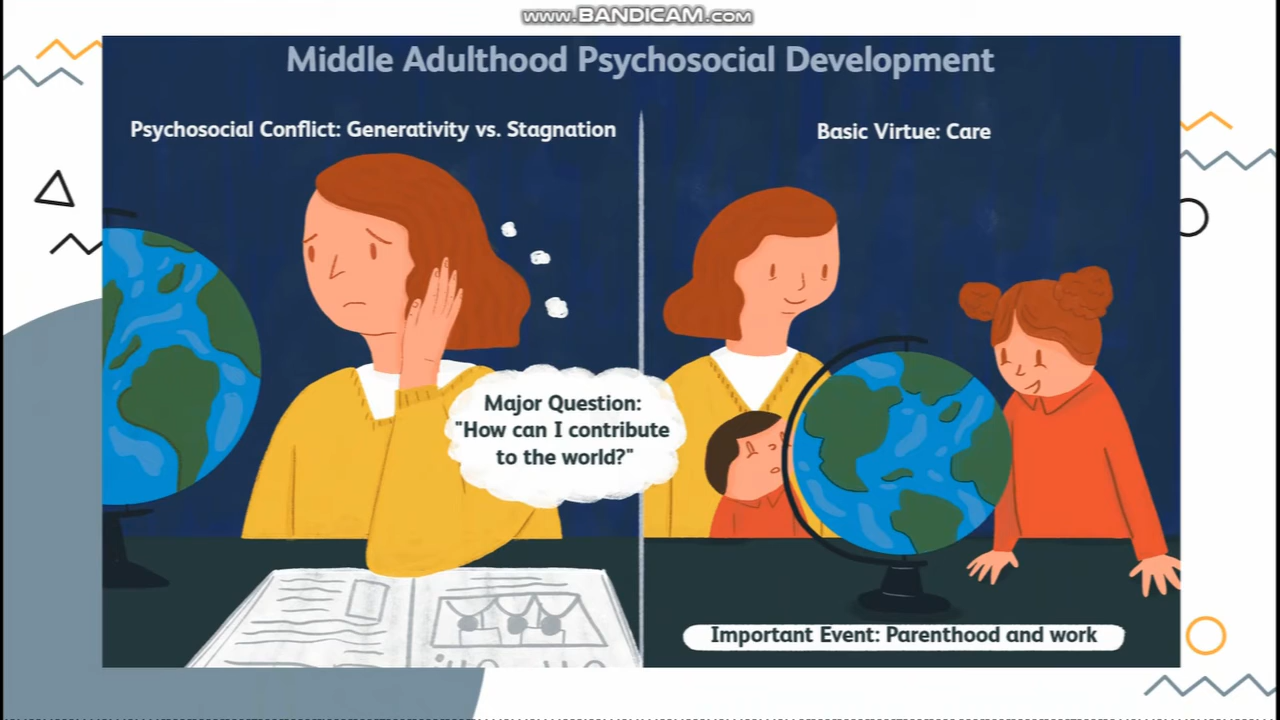 www.BANDICAM.com
Middle Adulthood Psychosocial Development
Psychosocial Conflict: Generativity vs. Stagnation
Basic Virtue: Care
Major Question:
"How can I contribute
to the world?"
Important Event: Parenthood and work